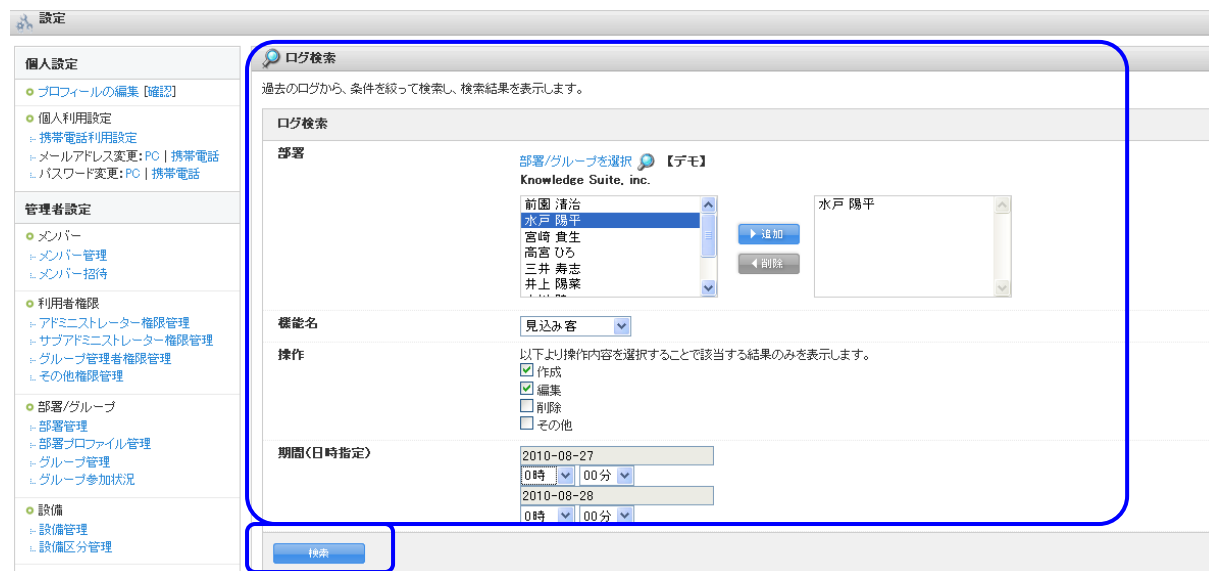 設定
個人設定
プロフィールの編集 [確認]
個人利用設定
携帯電話利用設定
メールアドレス変更: PC | 携帯電話
パスワード変更: PC | 携帯電話
管理者設定
メンバー
メンバー管理
メンバー招待
利用者権限
アドミニストレーター権限管理
サブアドミニストレーター権限管理
グループ管理者権限管理
その他権限管理
部署/グループ
部署管理
部署プロファイル管理
グループ管理
グループ参加状況
設備
設備管理
設備区分管理
ログ検索
過去のログから、条件を絞って検索し、検索結果を表示します。
ログ検索
部署
部署/グループを選択 【デモ】
Knowledge Suite, inc.
前園 清治
水戸 陽平
宮崎 貴生
高宮 ひろ
三井 寿志
井上 陽菜
追加
削除
水戸 陽平
機能名
見込み客
操作
以下より操作内容を選択することで該当する結果のみを表示します。
作成
編集
削除
その他
期間(日時指定)
2010-08-27
0時 00分
2010-08-28
0時 00分
検索